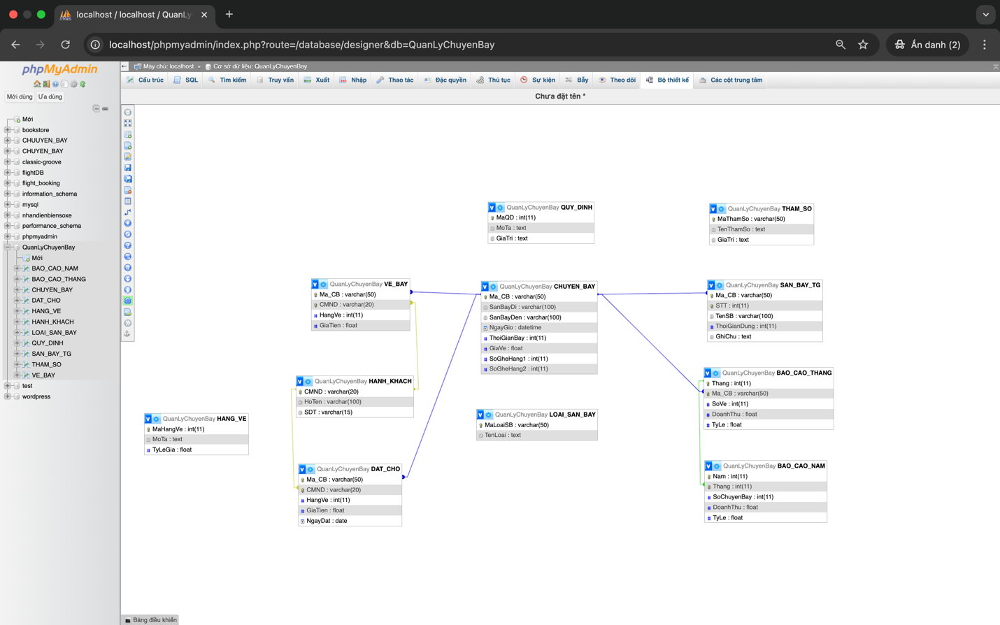 localhost / localhost / QuanLy
localhost/phpmyadmin/index.php?route=/database/designer&db=QuanLyChuyenBay
Ẩn danh (2)
phpMyAdmin
Mới dùng
Ưa dùng
Mới
bookstore
CHUUYEN_BAY
CHUYEN_BAY
classic-groove
flightDB
flight_booking
information_schema
mysql
nhandienbiensoxe
performance_schema
phpmyadmin
QuanLyChuyenBay
Mới
BAO_CAO_NAM
BAO_CAO_THANG
CHUYEN_BAY
DAT_CHO
HANG_VE
HANH_KHACH
LOAI_SAN_BAY
QUY_DINH
SAN_BAY_TG
THAM_SO
VE_BAY
test
wordpress
Máy chủ: localhost » Cơ sở dữ liệu: QuanLyChuyenBay
Cấu trúc SQL Tìm kiếm Truy vấn Xuất Nhập Thao tác Đặc quyền Thủ tục Sự kiện Bẫy Theo dõi Bộ thiết kế Các cột trung tâm
Chưa đặt tên *
QuanLyChuyenBay QUY_DINH
MaQD : int(11)
MoTa : text
GiaTri : text
QuanLyChuyenBay THAM_SO
MaThamSo : varchar(50)
TenThamSo : text
GiaTri : text
QuanLyChuyenBay VE_BAY
Ma_CB : varchar(50)
CMND : varchar(20)
HangVe : int(11)
GiaTien : float
QuanLyChuyenBay CHUYEN_BAY
Ma_CB : varchar(50)
SanBayDi : varchar(100)
SanBayDen : varchar(100)
NgayGio : datetime
ThoiGianBay : int(11)
GiaVe : float
SoGheHang1 : int(11)
SoGheHang2 : int(11)
QuanLyChuyenBay SAN_BAY_TG
Ma_CB : varchar(50)
STT : int(11)
TenSB : varchar(100)
ThoiGianDung : int(11)
GhiChu : text
QuanLyChuyenBay HANH_KHACH
CMND : varchar(20)
HoTen : varchar(100)
SDT : varchar(15)
QuanLyChuyenBay BAO_CAO_THANG
Thang : int(11)
Ma_CB : varchar(50)
SoVe : int(11)
DoanhThu : float
TyLe : float
QuanLyChuyenBay HANG_VE
MaHangVe : int(11)
MoTa : text
TyLeGia : float
QuanLyChuyenBay LOAI_SAN_BAY
MaLoaiSB : varchar(50)
TenLoai : text
QuanLyChuyenBay DAT_CHO
Ma_CB : varchar(50)
CMND : varchar(20)
HangVe : int(11)
GiaTien : float
NgayDat : date
QuanLyChuyenBay BAO_CAO_NAM
Nam : int(11)
Thang : int(11)
SoChuyenBay : int(11)
DoanhThu : float
TyLe : float
Bảng điều khiển